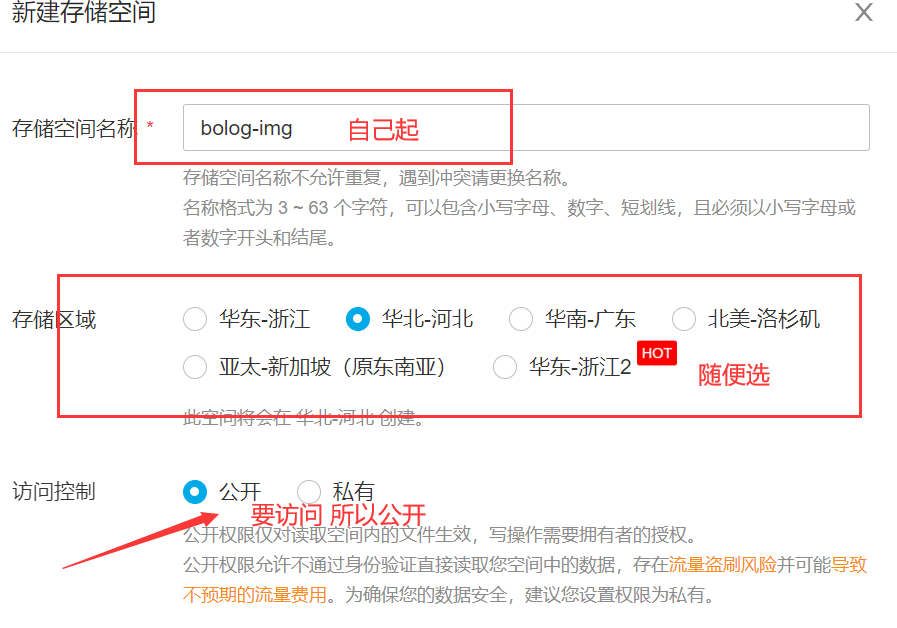 新建存储空间
存储空间名称 * bolog-img 自己起
存储空间名称不允许重复，遇到冲突请更换名称。
名称格式为 3 ~ 63 个字符，可以包含小写字母、数字、短划线，且必须以小写字母或
者数字开头和结尾。
存储区域 华东-浙江 华北-河北 华南-广东 北美-洛杉矶
亚太-新加坡（原东南亚） 华东-浙江2 HOT 随便选
此空间将会在 华北-河北 创建。
访问控制 公开 私有
要访问 所以公开
公开权限仅对读取空间内的文件生效，写操作需要拥有者的授权。
公开权限允许不通过身份验证直接读取您空间中的数据，存在流量盗刷风险并可能导致
不预期的流量费用。为确保您的数据安全，建议您设置权限为私有。